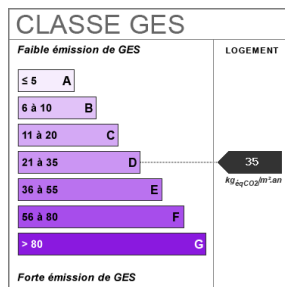 CLASSE GES
Faible émission de GES
LOGEMENT
≤ 5 A
6 à 10 B
11 à 20 C
21 à 35 D
35
kgéqCO2/m².an
36 à 55 E
56 à 80 F
> 80 G
Forte émission de GES